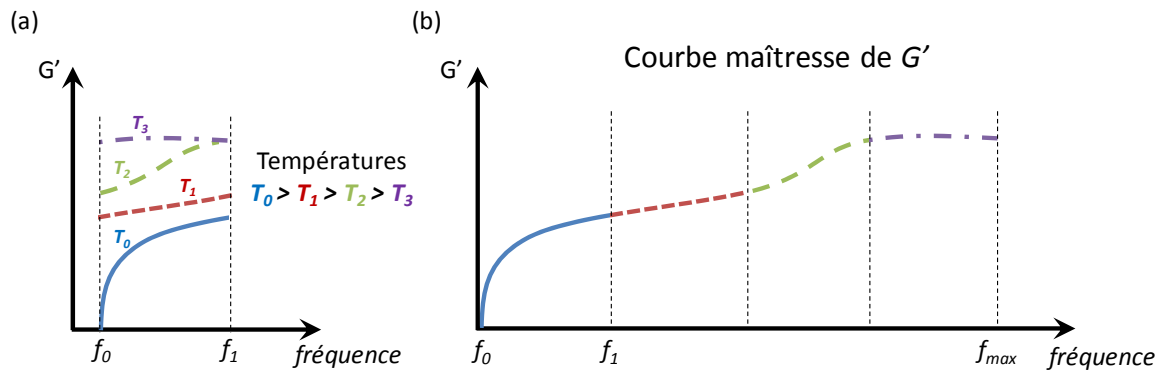 (a)
G’
T3
T2
T1
T0
Températures
T0 > T1 > T2 > T3
f0
f1
fréquence
(b)
Courbe maîtresse de G’
G’
f0
f1
fmax
fréquence